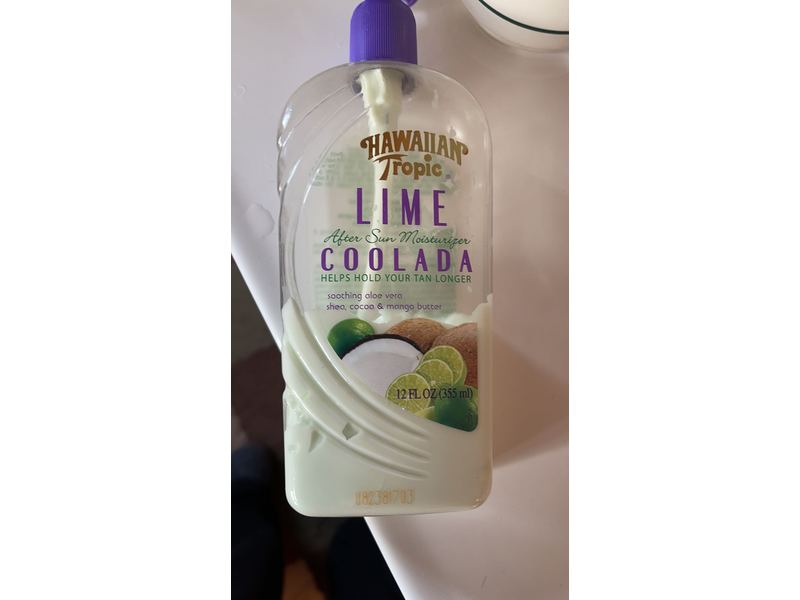 HAWAIIAN
Tropic
LIME
After Sun Moisturizer
COOLADA
HELPS HOLD YOUR TAN LONGER
soothing aloe vera
shea, cocoa & mango butter
12 FL OZ (355 ml)